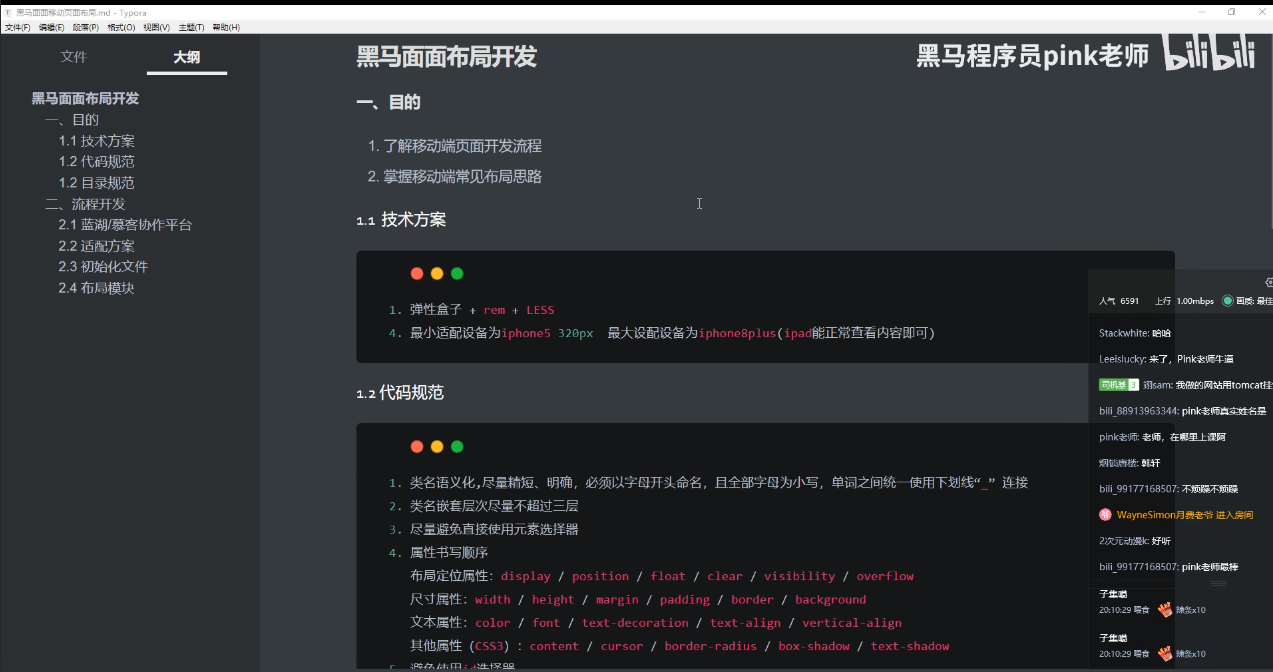 黑马面面移动页面布局.md - Typora
文件(F) 编辑(E) 段落(P) 格式(O) 视图(V) 主题(T) 帮助(H)
文件 大纲
黑马面面布局开发
一、目的
1.1 技术方案
1.2 代码规范
1.2 目录规范
二、流程开发
2.1 蓝湖/慕客协作平台
2.2 适配方案
2.3 初始化文件
2.4 布局模块
黑马面面布局开发
黑马程序员pink老师 bilibili
一、目的
1. 了解移动端页面开发流程
2. 掌握移动端常见布局思路
1.1 技术方案
1. 弹性盒子 + rem + LESS
4. 最小适配设备为iphone5 320px 最大设配设备为iphone8plus(ipad能正常查看内容即可)
1.2 代码规范
1. 类名语义化,尽量精短、明确，必须以字母开头命名，且全部字母为小写，单词之间统一使用下划线“_” 连接
2. 类名嵌套层次尽量不超过三层
3. 尽量避免直接使用元素选择器
4. 属性书写顺序
布局定位属性: display / position / float / clear / visibility / overflow
尺寸属性: width / height / margin / padding / border / background
文本属性: color / font / text-decoration / text-align / vertical-align
其他属性 (CSS3) : content / cursor / border-radius / box-shadow / text-shadow
5. 避免使用id选择器
人气 6591 上行 1.00mbps 画质: 最佳
Stackwhite: 哈哈
Leeislucky: 来了，Pink老师牛逼
司机基 3 翊sam: 我做的网站用tomcat挂
bili_88913963344: pink老师真实姓名是
pink老师: 老师，在哪里上课阿
韩轩
bili_99177168507: 不烦躁不烦躁
WayneSimon月费老爷 进入房间
2次元动漫k: 好听
bili_99177168507: pink老师最棒
子隼嘴
20:10:29 喂食 辣条x10
子隼嘴
20:10:29 喂食 辣条x10